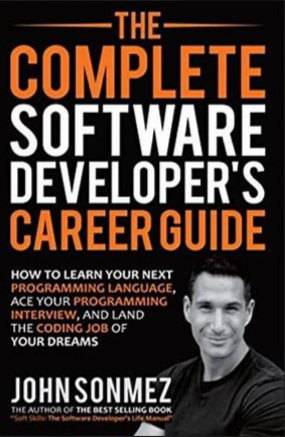 THE
COMPLETE
SOFTWARE
DEVELOPER'S
CAREER GUIDE
HOW TO LEARN YOUR NEXT
PROGRAMMING LANGUAGE,
ACE YOUR PROGRAMMING
INTERVIEW, AND LAND
THE CODING JOB OF
YOUR DREAMS
JOHN SONMEZ
THE AUTHOR OF THE BEST SELLING BOOK
"Soft Skills: The Software Developer's Life Manual"